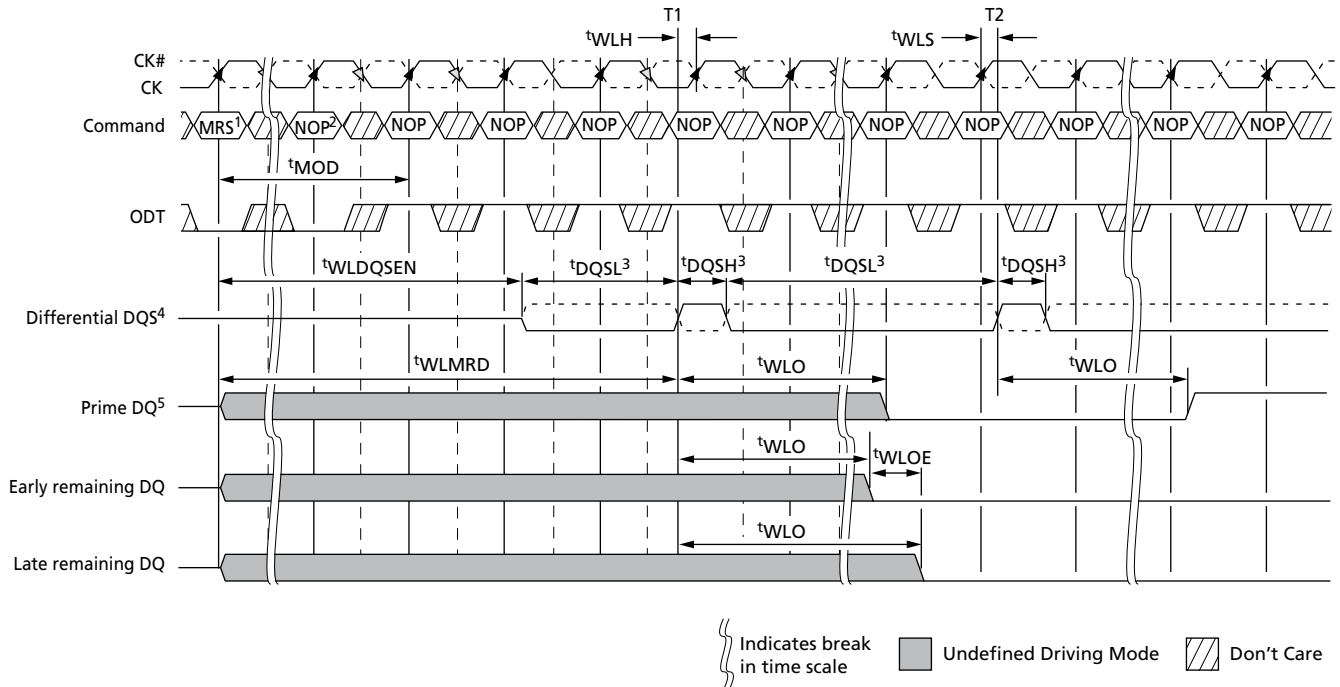 T1 T2
tWLH tWLS
CK#
CK
Command MRS1 NOP2 NOP NOP NOP NOP NOP NOP NOP NOP NOP NOP
tMOD
ODT
tWLDQSEN tDQSL3 tDQSH3 tDQSL3 tDQSH3
Differential DQS4
tWLMRD tWLO tWLO
Prime DQ5
tWLO tWLOE
Early remaining DQ
tWLO
Late remaining DQ
Indicates break
in time scale
Undefined Driving Mode
Don't Care